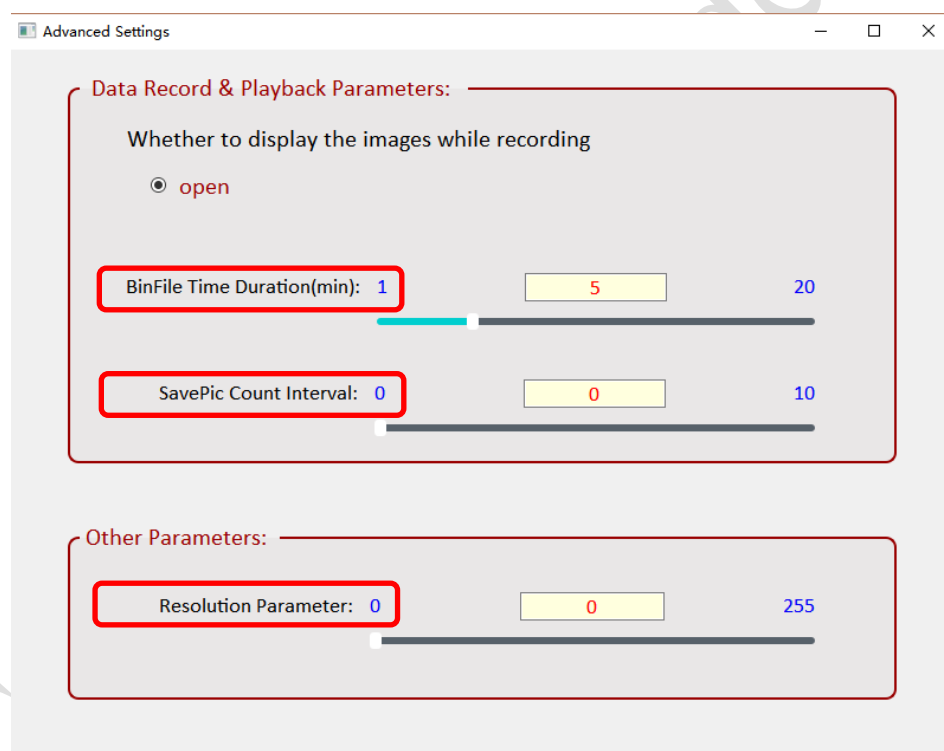 Advanced Settings
Data Record & Playback Parameters:
Whether to display the images while recording
open
BinFile Time Duration(min): 1 5 20
SavePic Count Interval: 0 0 10
Other Parameters:
Resolution Parameter: 0 0 255